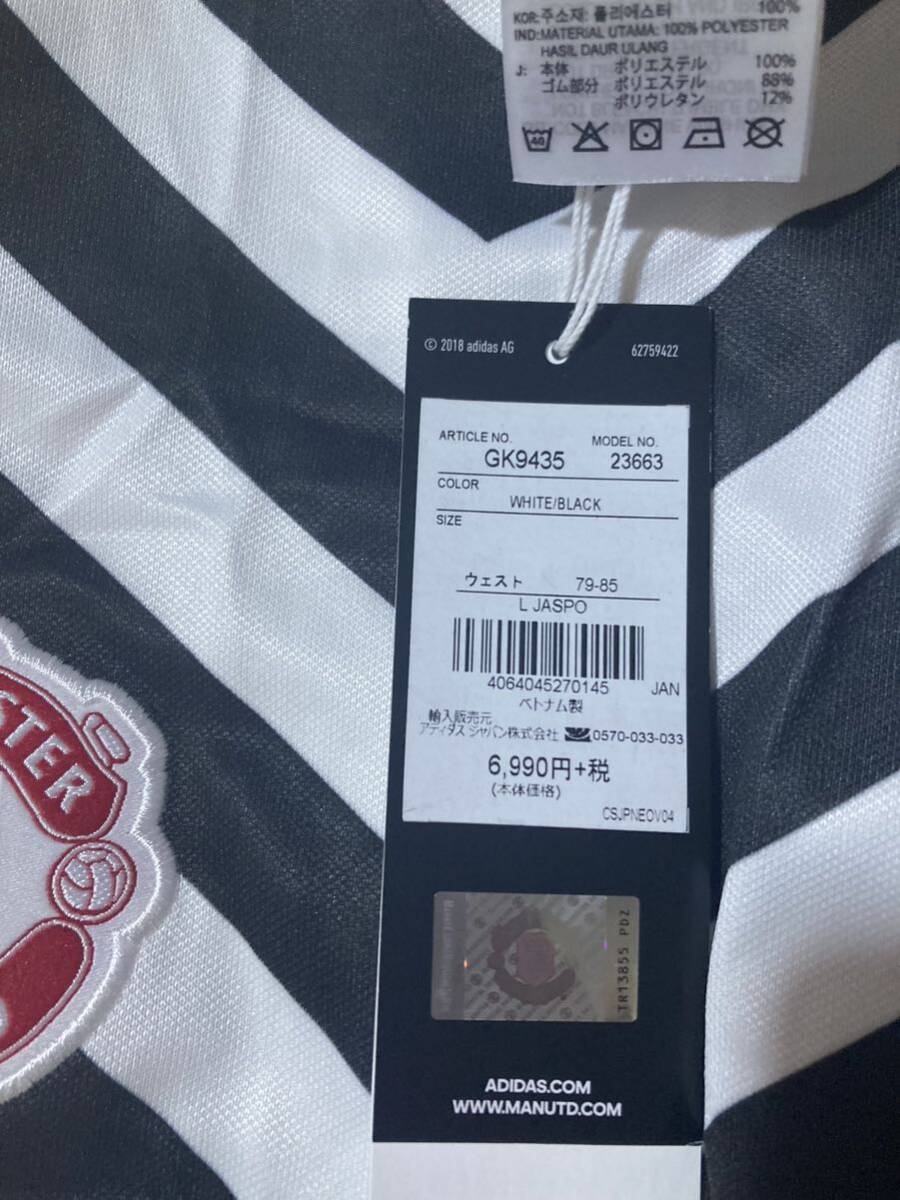 KOR:주소재: 폴리에스터 100%
IND:MATERIAL UTAMA: 100% POLYESTER
HASIL DAUR ULANG
J: 本体 ポリエステル 100%
ゴム部分 ポリエステル 88%
ポリウレタン 12%
40
© 2018 adidas AG 62759422
ARTICLE NO. MODEL NO.
GK9435 23663
COLOR
WHITE/BLACK
SIZE
ウェスト 79-85
L JASPO
4064045270145 JAN
ベトナム製
輸入販売元
アディダス ジャパン株式会社 0570-033-033
6,990円+税
(本体価格)
CSJPNEOV04
TR13855 PDZ
ADIDAS.COM
WWW.MANUTD.COM
STER